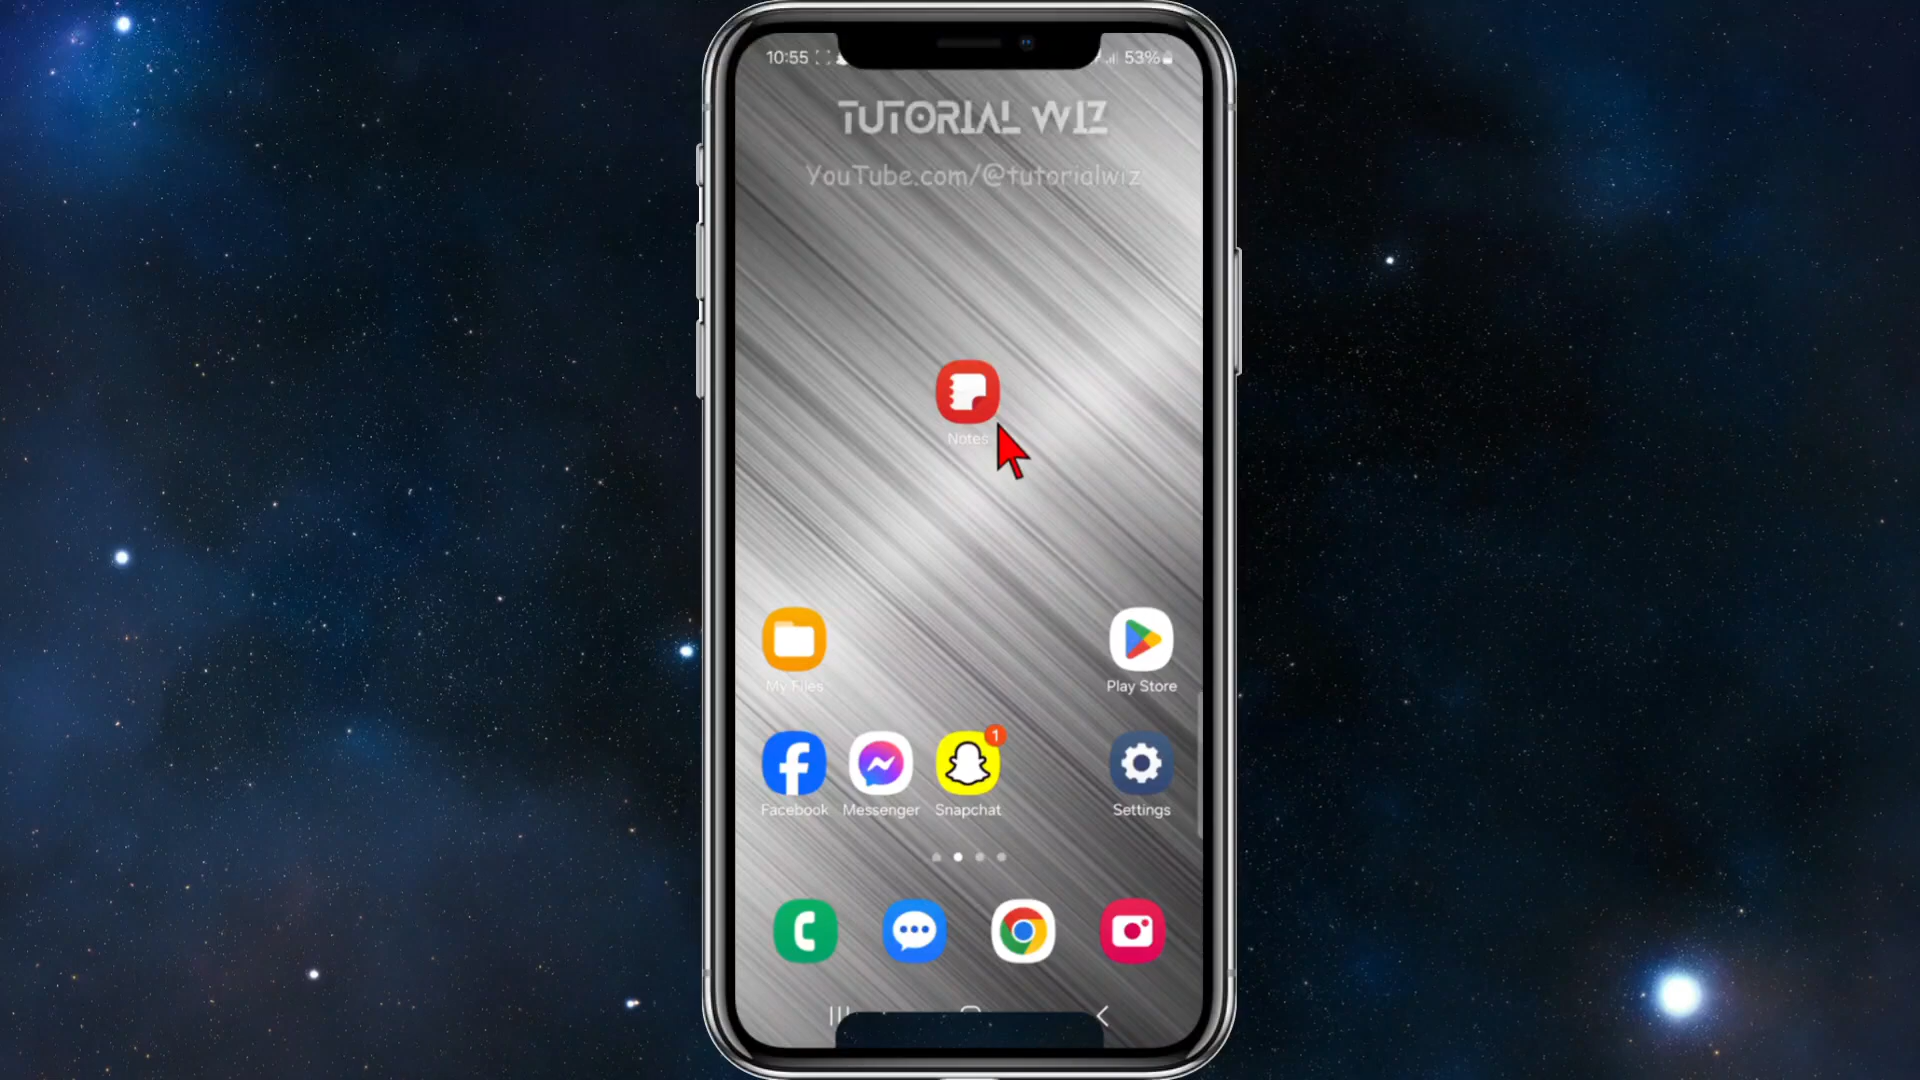 10:55 53%
TUTORIAL WIZ
YouTube.com/@tutorialwiz
Notes
My Files Play Store
1
Facebook Messenger Snapchat Settings